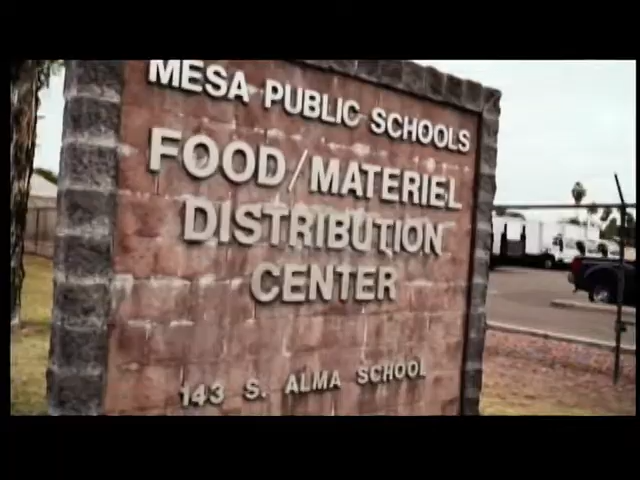 MESA PUBLIC SCHOOLS
FOOD/MATERIEL
DISTRIBUTION
CENTER
143 S. ALMA SCHOOL